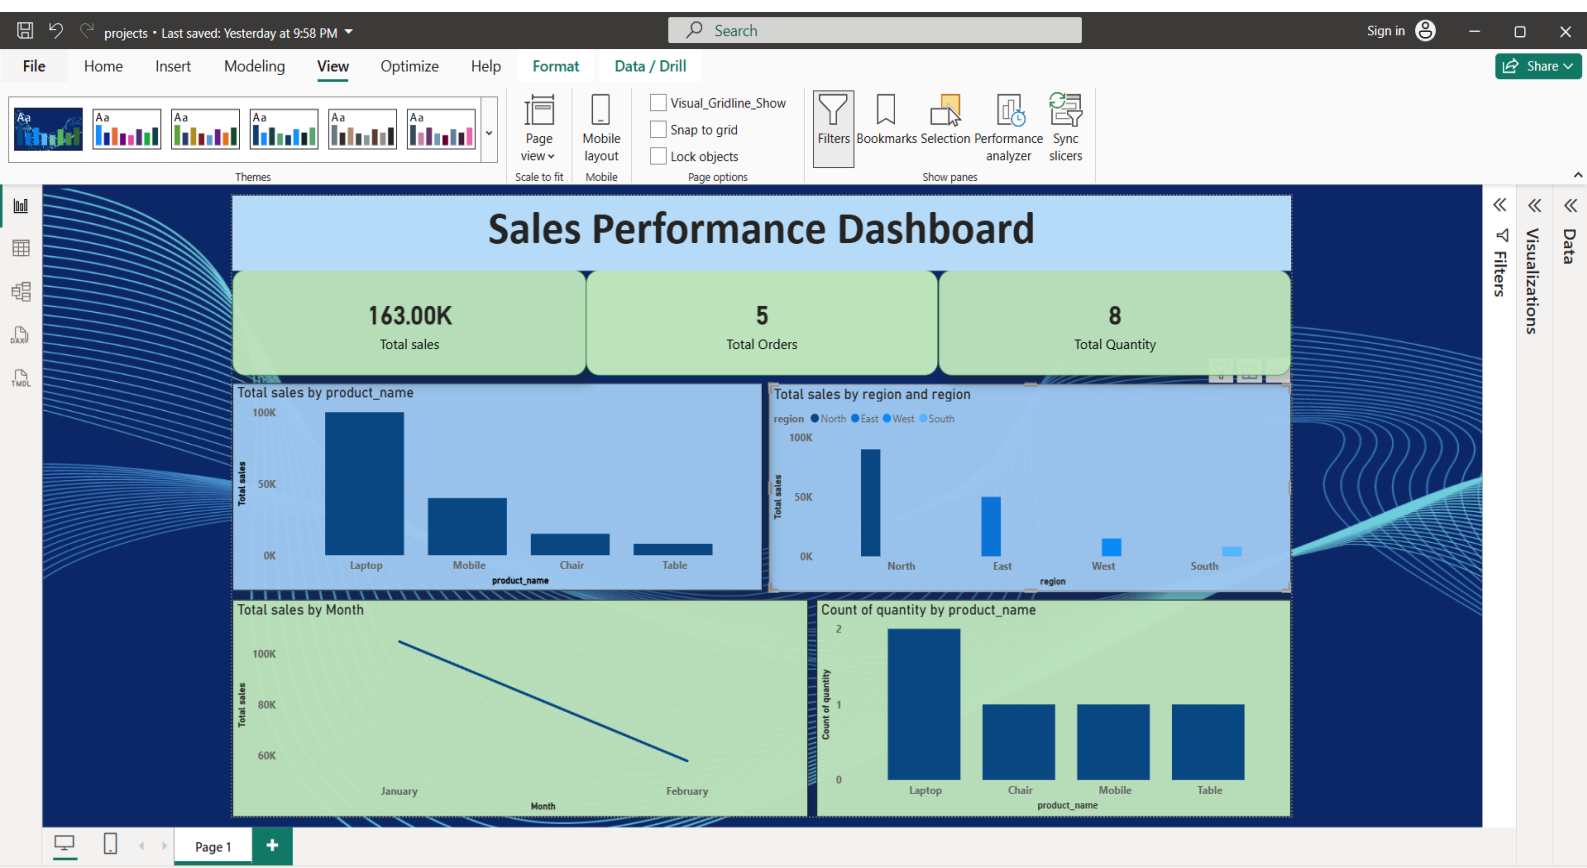 projects • Last saved: Yesterday at 9:58 PM
Search
Sign in
File Home Insert Modeling View Optimize Help Format Data / Drill
Share
Aa Aa Aa Aa Aa Aa
Themes
Page view
Scale to fit
Mobile layout
Mobile
Visual_Gridline_Show
Snap to grid
Lock objects
Page options
Filters
Bookmarks
Selection
Performance analyzer
Sync slicers
Show panes
DAX
TMDL
Sales Performance Dashboard
163.00K
Total sales
5
Total Orders
8
Total Quantity
Total sales by product_name
100K
50K
0K
Total sales
Laptop Mobile Chair Table
product_name
Total sales by region and region
region North East West South
100K
50K
0K
Total sales
North East West South
region
Total sales by Month
100K
80K
60K
Total sales
January February
Month
Count of quantity by product_name
2
1
0
Count of quantity
Laptop Chair Mobile Table
product_name
Filters
Visualizations
Data
Page 1
+